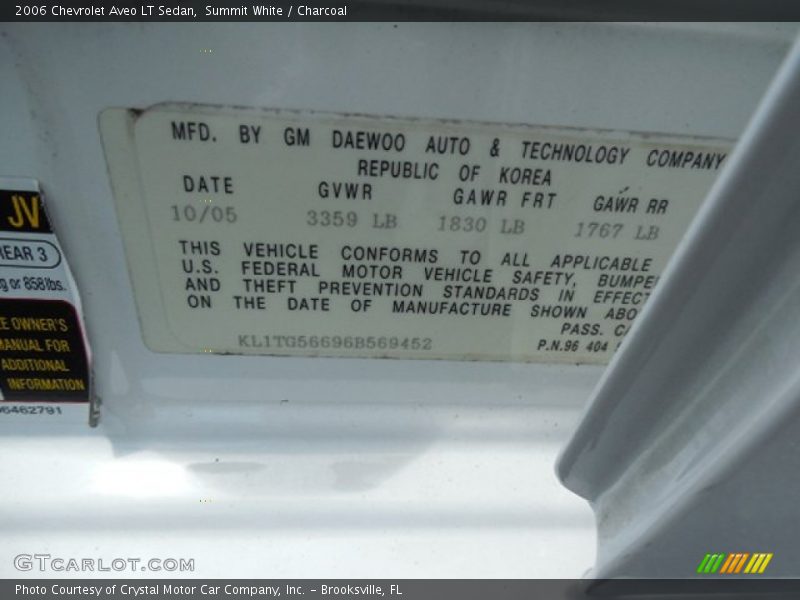 2006 Chevrolet Aveo LT Sedan,  Summit White / Charcoal
MFD. BY GM DAEWOO AUTO & TECHNOLOGY COMPANY
REPUBLIC OF KOREA
DATE GVWR GAWR FRT GAWR RR
10/05 3359 LB 1830 LB 1767 LB
THIS VEHICLE CONFORMS TO ALL APPLICABLE
U.S. FEDERAL MOTOR VEHICLE SAFETY, BUMPE
AND THEFT PREVENTION STANDARDS IN EFFECT
ON THE DATE OF MANUFACTURE SHOWN ABO
PASS. C
KL1TG56696B569452
P.N.96 404
JV
REAR 3
g or 858 lbs.
EE OWNER'S
MANUAL FOR
ADDITIONAL
INFORMATION
6462791
GTCARLOT.COM
Photo Courtesy of Crystal Motor Car Company, Inc. – Brooksville, FL